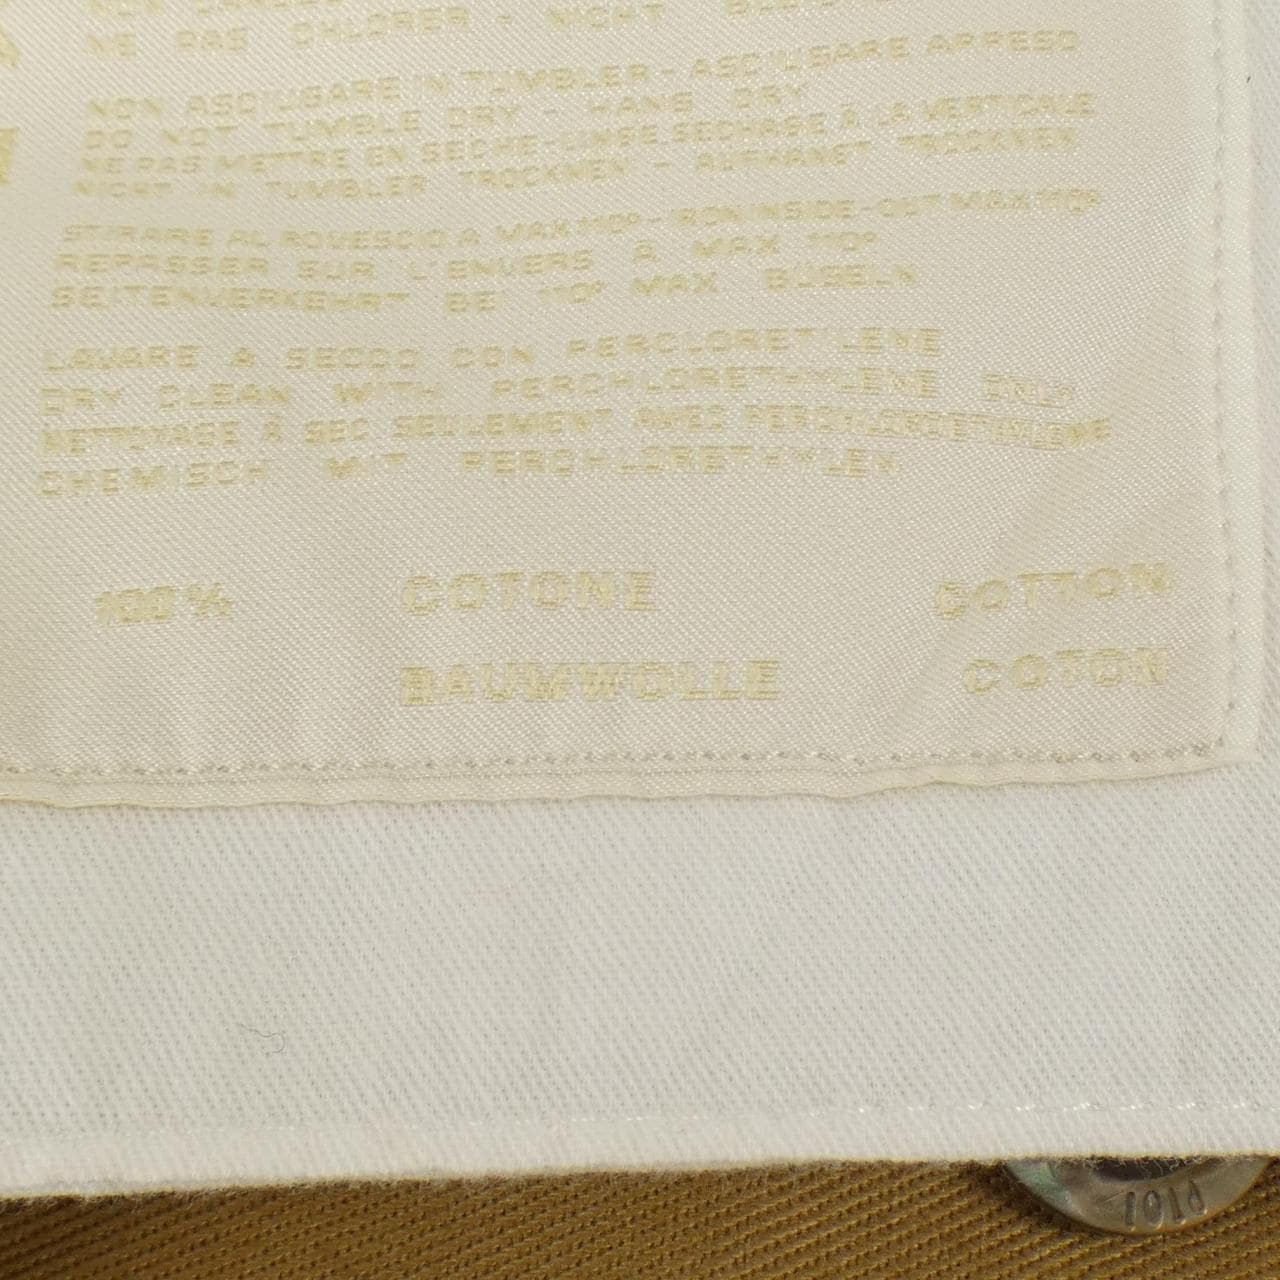 NE PAS CHLORER - NICHT
NON ASCIUGARE IN TUMBLER - ASCIUGARE APPESO
DO NOT TUMBLE DRY - HANG DRY
NE PAS METTRE EN SECHE-LINGE SECHAGE À LA VERTICALE
NICHT IN TUMBLER TROCKNEN - AUFHANGT TROCKNEN
STIRARE AL ROVESCIO A MAX 110° - IRON INSIDE-OUT MAX 110°
REPASSER SUR L'ENVERS À MAX 110°
SEITENVERKEHRT BEI 110° MAX BÜGELN
LAVARE A SECCO CON PERCLORETILENE
DRY CLEAN WITH PERCHLORETHYLENE ONLY
NETTOYAGE À SEC SEULEMENT AVEC PERCHLORETHYLENE
CHEMISCH MIT PERCHLORETHYLEN
100% COTONE COTTON
BAUMWOLLE COTON
PT01